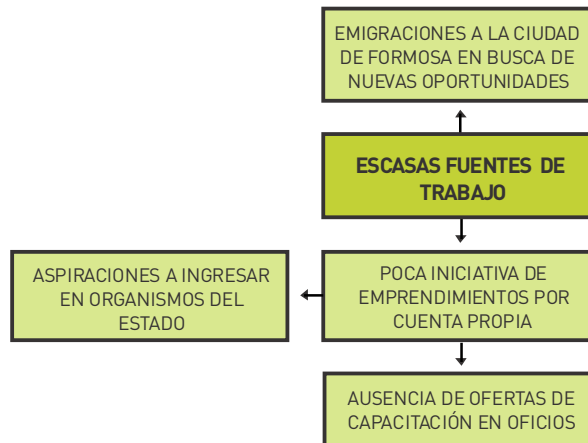 EMIGRACIONES A LA CIUDAD
DE FORMOSA EN BUSCA DE
NUEVAS OPORTUNIDADES
ESCASAS FUENTES DE
TRABAJO
ASPIRACIONES A INGRESAR
EN ORGANISMOS DEL
ESTADO
POCA INICIATIVA DE
EMPRENDIMIENTOS POR
CUENTA PROPIA
AUSENCIA DE OFERTAS DE
CAPACITACIÓN EN OFICIOS